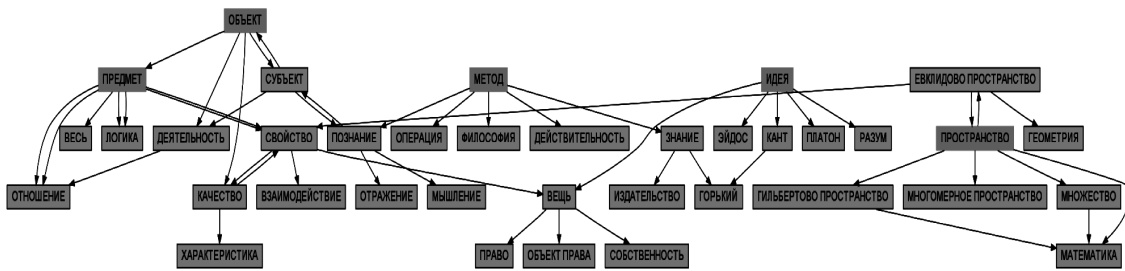 ОБЪЕКТ
ПРЕДМЕТ
СУБЪЕКТ
МЕТОД
ИДЕЯ
ЕВКЛИДОВО ПРОСТРАНСТВО
ВЕСЬ
ЛОГИКА
ДЕЯТЕЛЬНОСТЬ
СВОЙСТВО
ПОЗНАНИЕ
ОПЕРАЦИЯ
ФИЛОСОФИЯ
ДЕЙСТВИТЕЛЬНОСТЬ
ЗНАНИЕ
ЭЙДОС
КАНТ
ПЛАТОН
РАЗУМ
ПРОСТРАНСТВО
ГЕОМЕТРИЯ
ОТНОШЕНИЕ
КАЧЕСТВО
ВЗАИМОДЕЙСТВИЕ
ОТРАЖЕНИЕ
МЫШЛЕНИЕ
ВЕЩЬ
ИЗДАТЕЛЬСТВО
ГОРЬКИЙ
ГИЛЬБЕРТОВО ПРОСТРАНСТВО
МНОГОМЕРНОЕ ПРОСТРАНСТВО
МНОЖЕСТВО
ХАРАКТЕРИСТИКА
ПРАВО
ОБЪЕКТ ПРАВА
СОБСТВЕННОСТЬ
МАТЕМАТИКА